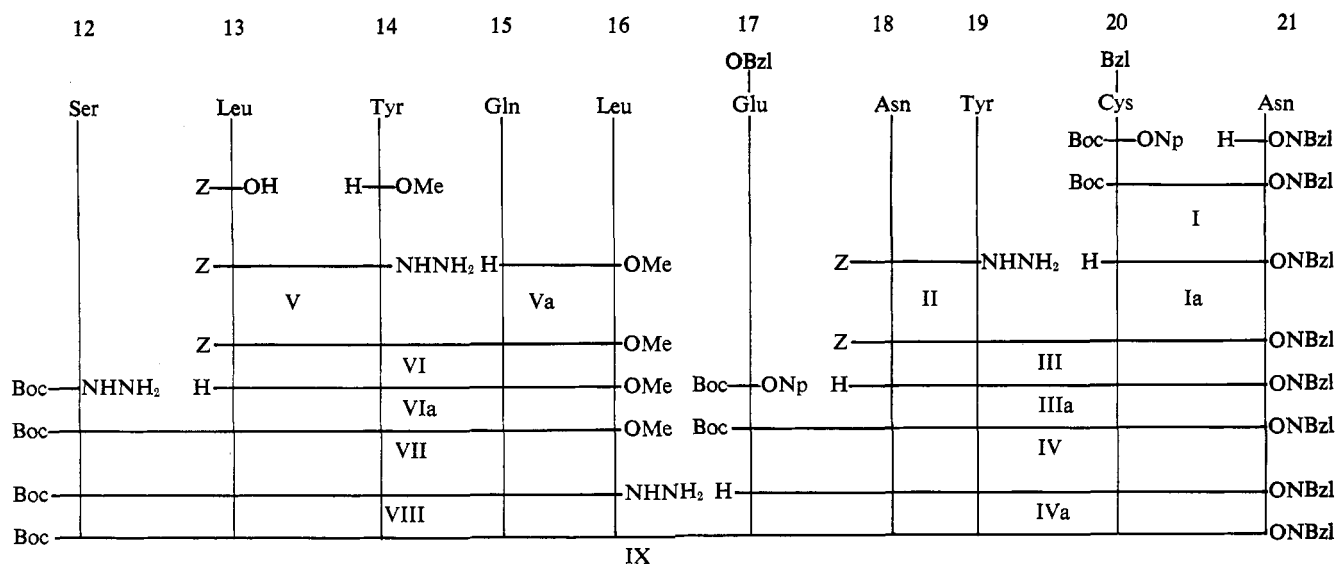 12 13 14 15 16 17 18 19 20 21
OBzl Bzl
Ser Leu Tyr Gln Leu Glu Asn Tyr Cys Asn
Boc ONp H ONBzl
Z OH H OMe Boc ONBzl
I
Z NHNH₂ H OMe Z NHNH₂ H ONBzl
V Va II Ia
Z OMe Z ONBzl
VI III
Boc NHNH₂ H OMe Boc ONp H ONBzl
VIa IIIa
Boc OMe Boc ONBzl
VII IV
Boc NHNH₂ H ONBzl
VIII IVa
Boc ONBzl
IX